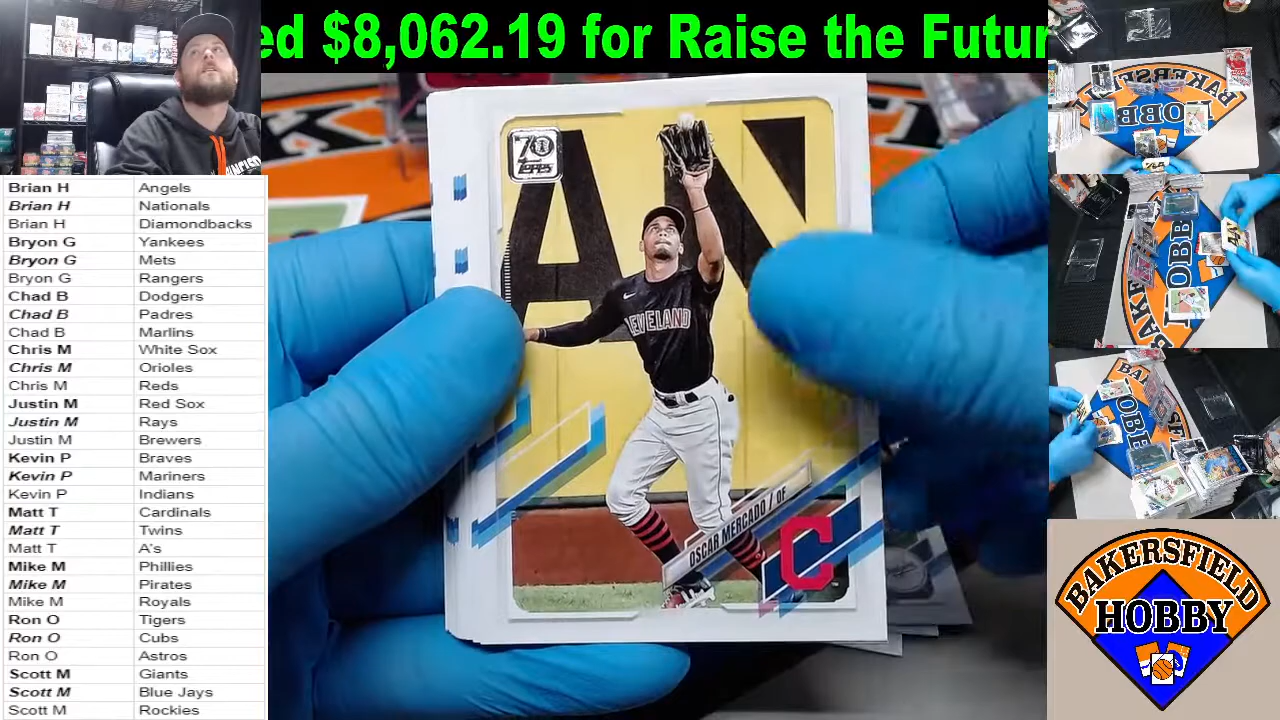 ed $8,062.19 for Raise the Futur
Brian H Angels
Brian H Nationals
Brian H Diamondbacks
Bryon G Yankees
Bryon G Mets
Bryon G Rangers
Chad B Dodgers
Chad B Padres
Chad B Marlins
Chris M White Sox
Chris M Orioles
Chris M Reds
Justin M Red Sox
Justin M Rays
Justin M Brewers
Kevin P Braves
Kevin P Mariners
Kevin P Indians
Matt T Cardinals
Matt T Twins
Matt T A's
Mike M Phillies
Mike M Pirates
Mike M Royals
Ron O Tigers
Ron O Cubs
Ron O Astros
Scott M Giants
Scott M Blue Jays
Scott M Rockies
70
Topps
AN
CLEVELAND
OSCAR MERCADO / OF
C
BAKERSFIELD
HOBBY